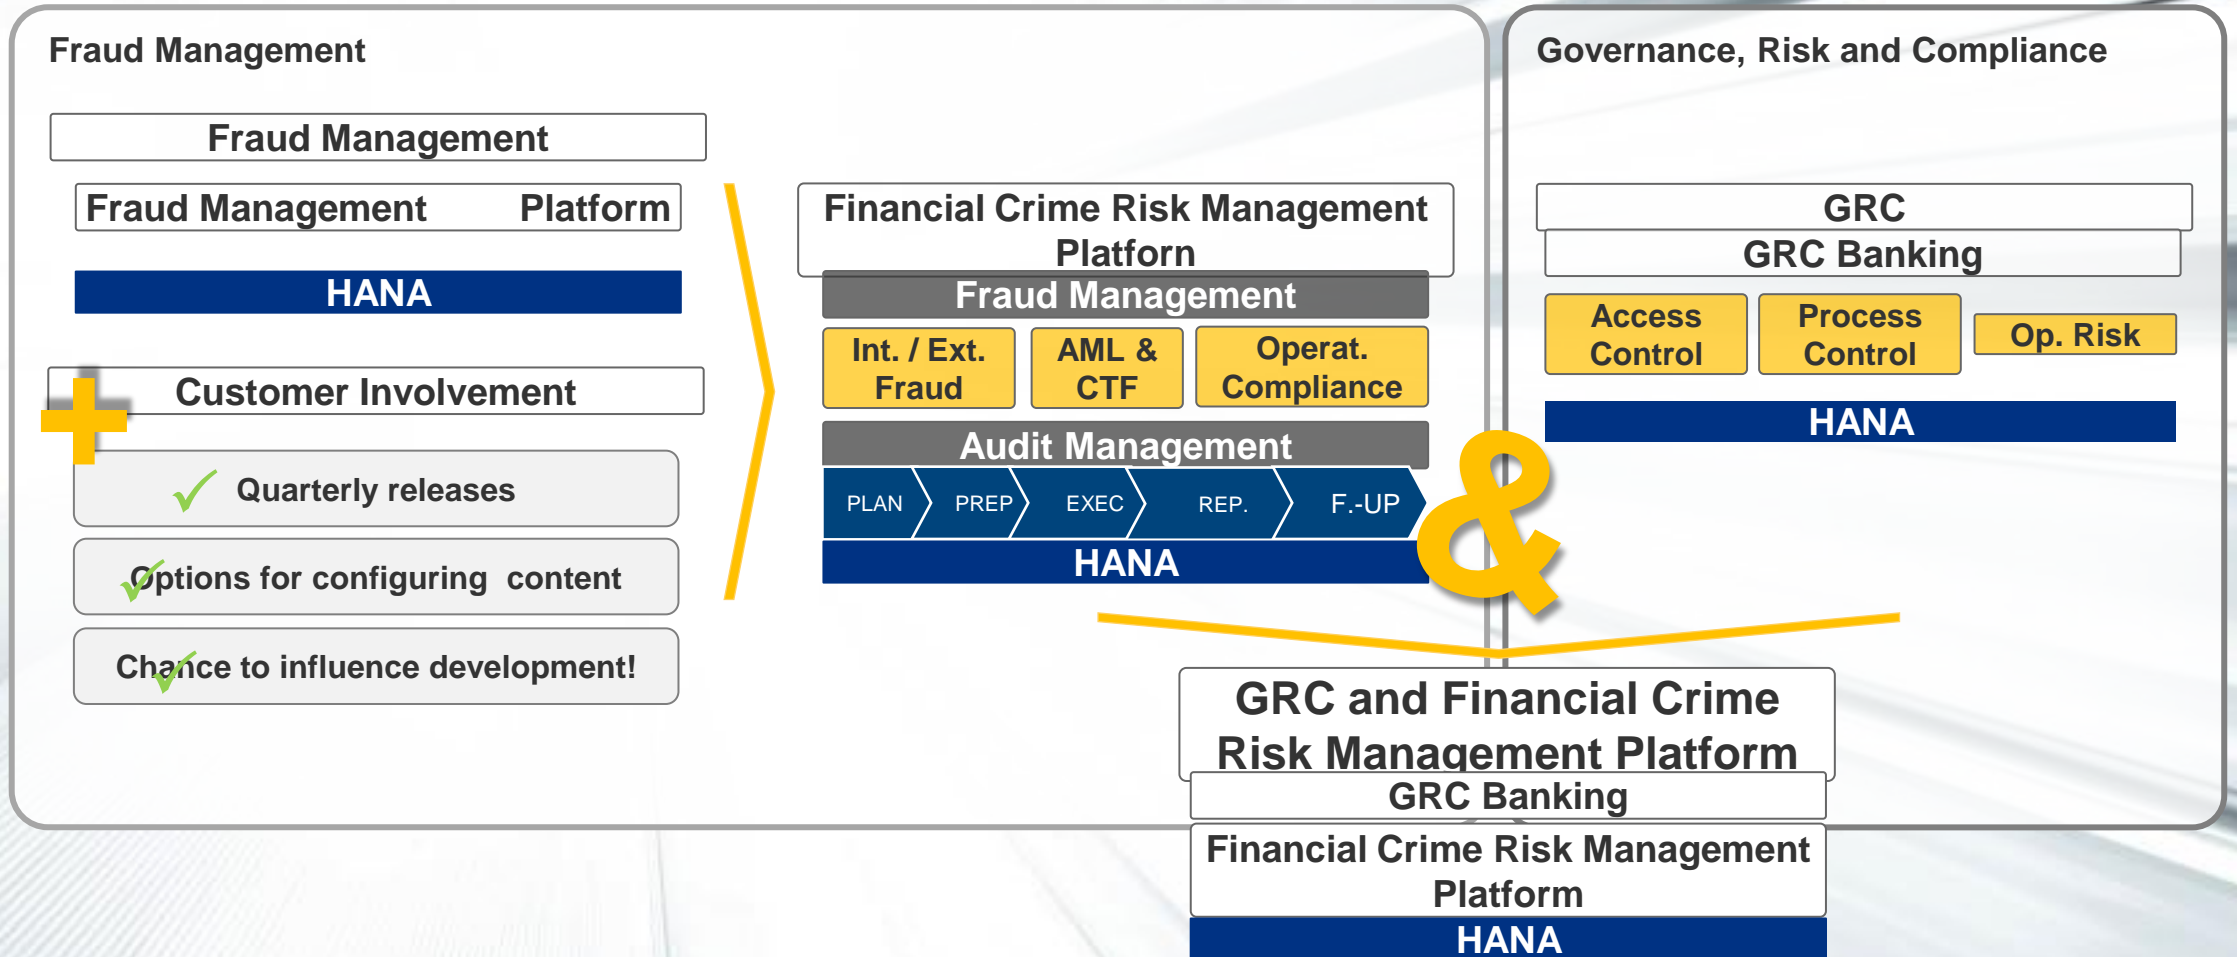 Fraud Management
Fraud Management
Fraud Management Platform
HANA
Customer Involvement
Quarterly releases
Options for configuring content
Chance to influence development!
Financial Crime Risk Management
Platforn
Fraud Management
Int. / Ext.
Fraud
AML &
CTF
Operat.
Compliance
Audit Management
PLAN
PREP
EXEC
REP.
F.-UP
HANA
&
Governance, Risk and Compliance
GRC
GRC Banking
Access
Control
Process
Control
Op. Risk
HANA
GRC and Financial Crime
Risk Management Platform
GRC Banking
Financial Crime Risk Management
Platform
HANA